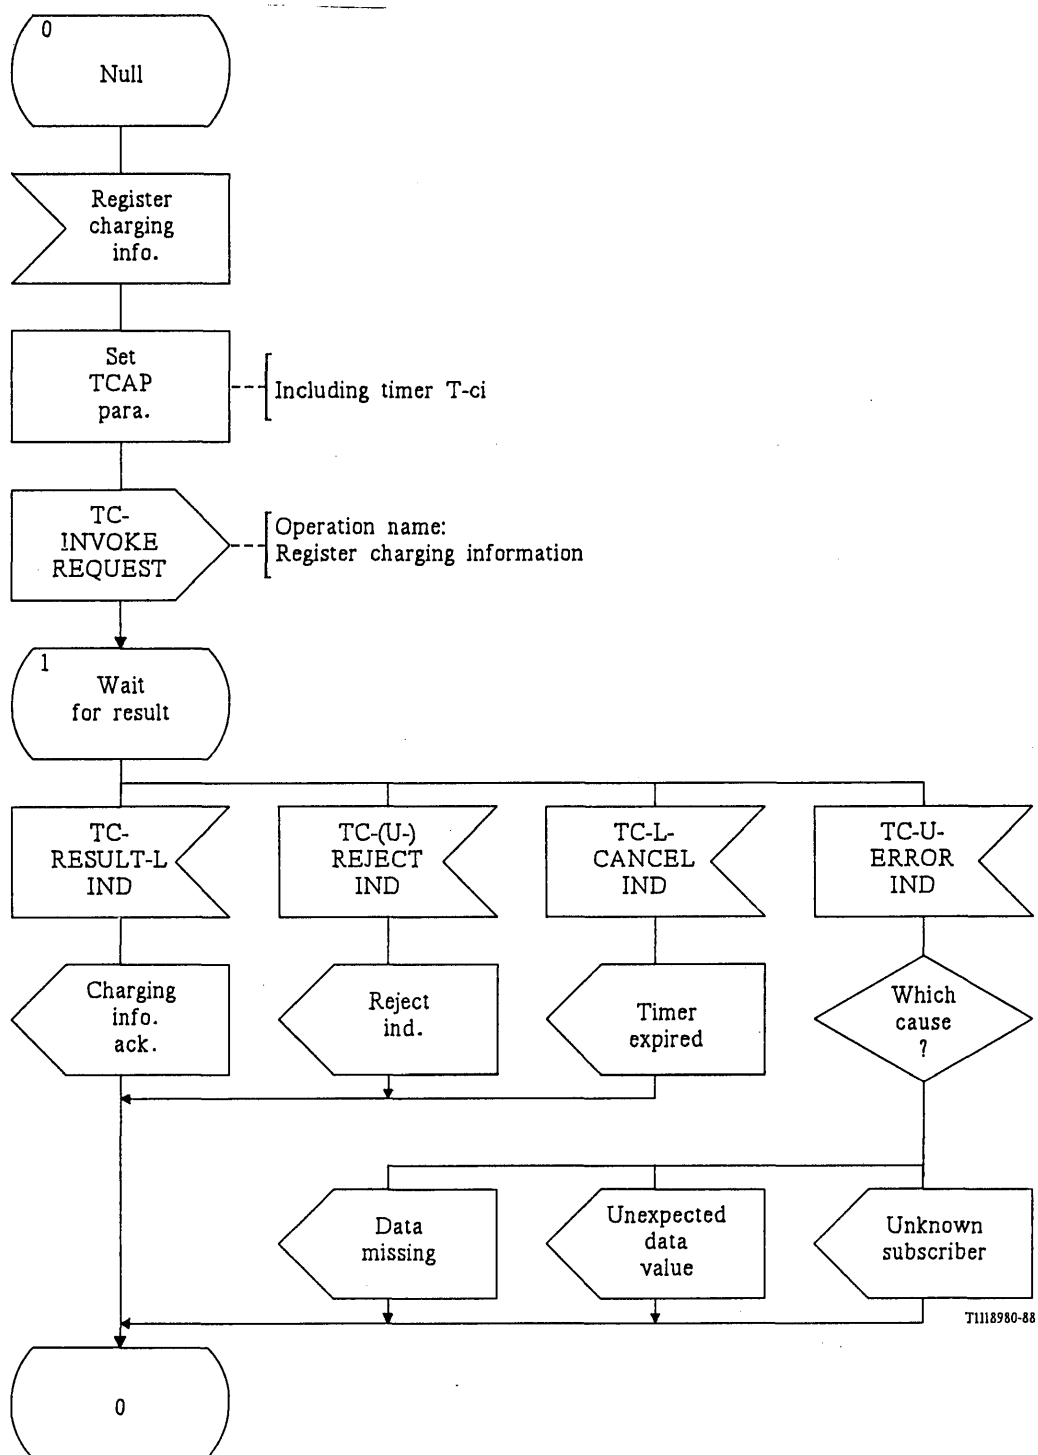 0
Null
Register
charging
info.
Set
TCAP
para.
Including timer T-ci
TC-
INVOKE
REQUEST
Operation name:
Register charging information
1
Wait
for result
TC-
RESULT-L
IND
TC-(U-)
REJECT
IND
TC-L-
CANCEL
IND
TC-U-
ERROR
IND
Charging
info.
ack.
Reject
ind.
Timer
expired
Which
cause
?
Data
missing
Unexpected
data
value
Unknown
subscriber
T1118980-88
0